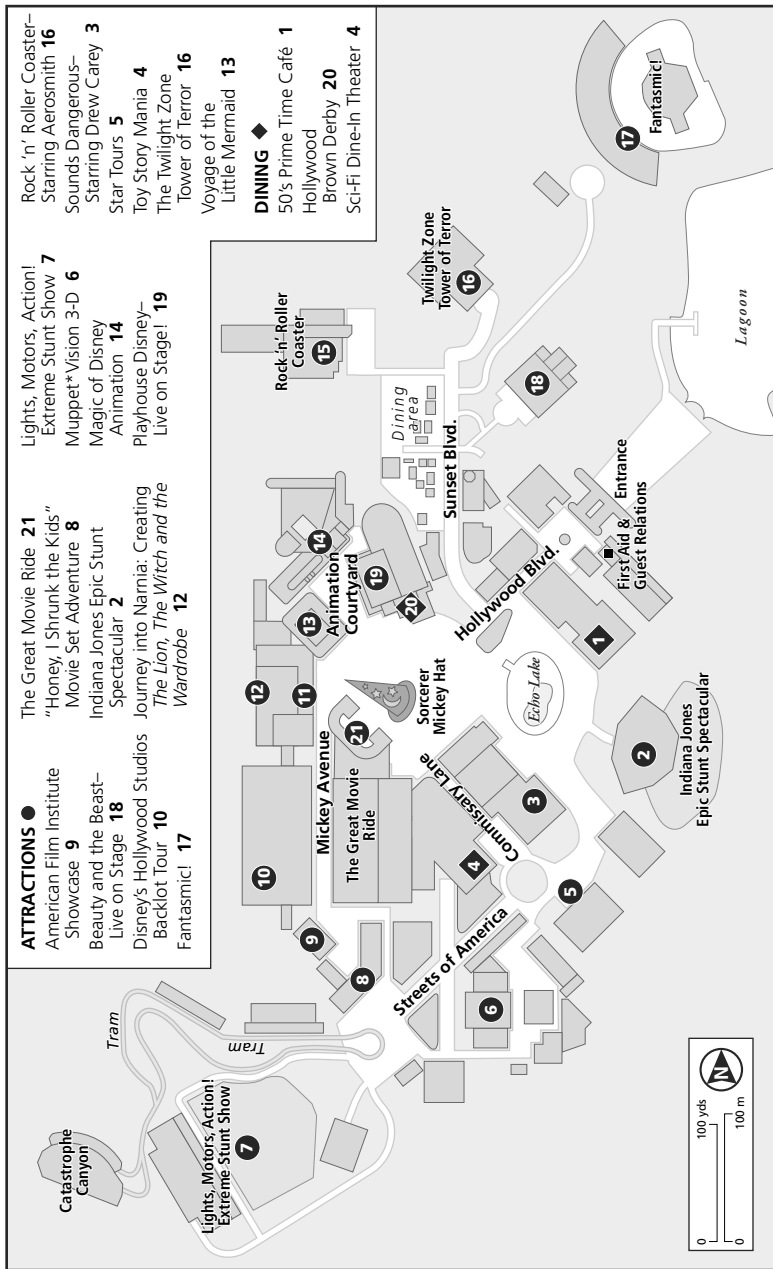 ATTRACTIONS ●
American Film Institute
Showcase 9
Beauty and the Beast–
Live on Stage 18
Disney's Hollywood Studios
Backlot Tour 10
Fantasmic! 17
The Great Movie Ride 21
"Honey, I Shrunk the Kids"
Movie Set Adventure 8
Indiana Jones Epic Stunt
Spectacular 2
Journey into Narnia: Creating
The Lion, The Witch and the
Wardrobe 12
Lights, Motors, Action!
Extreme Stunt Show 7
Muppet*Vision 3-D 6
Magic of Disney
Animation 14
Playhouse Disney–
Live on Stage! 19
Rock 'n' Roller Coaster–
Starring Aerosmith 16
Sounds Dangerous–
Starring Drew Carey 3
Star Tours 5
Toy Story Mania 4
The Twilight Zone
Tower of Terror 16
Voyage of the
Little Mermaid 13
DINING ◆
50's Prime Time Café 1
Hollywood
Brown Derby 20
Sci-Fi Dine-In Theater 4
Catastrophe
Canyon
Tram
Tram
Lights, Motors, Action!
Extreme Stunt Show
7
8
9
10
11
12
13
14
Mickey Avenue
The Great Movie
Ride
21
Sorcerer
Mickey Hat
Animation
Courtyard
19
20
Rock 'n' Roller
Coaster
15
Dining
area
Sunset Blvd.
Twilight Zone
Tower of Terror
16
17
Fantasmic!
18
Streets of America
6
5
4
Commissary Lane
3
Echo Lake
Hollywood Blvd.
1
2
Indiana Jones
Epic Stunt Spectacular
First Aid &
Guest Relations
Entrance
Lagoon
0
100 yds
0
100 m
N